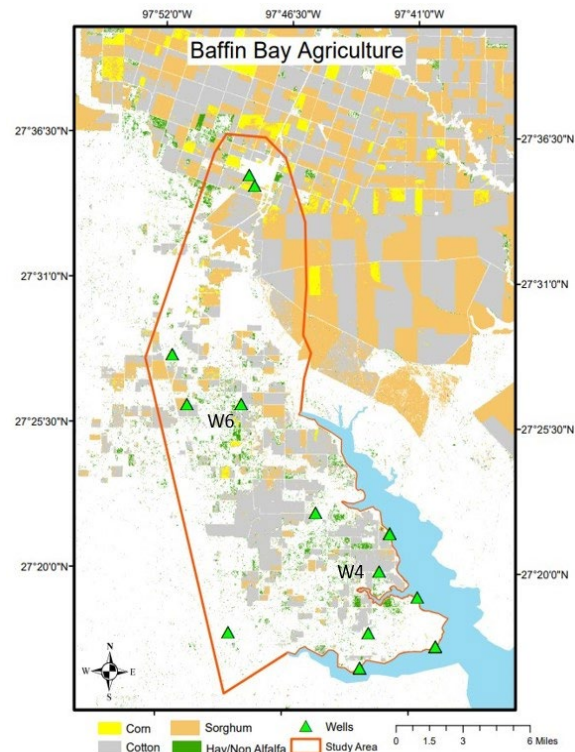 97°52'0"W 97°46'30"W 97°41'0"W
Baffin Bay Agriculture
27°36'30"N 27°36'30"N
27°31'0"N 27°31'0"N
27°25'30"N 27°25'30"N
W6
27°20'0"N 27°20'0"N
W4
N
W E
S
Corn Sorghum Wells
Cotton Hay/Non Alfalfa Study Area
0 1.5 3 6 Miles